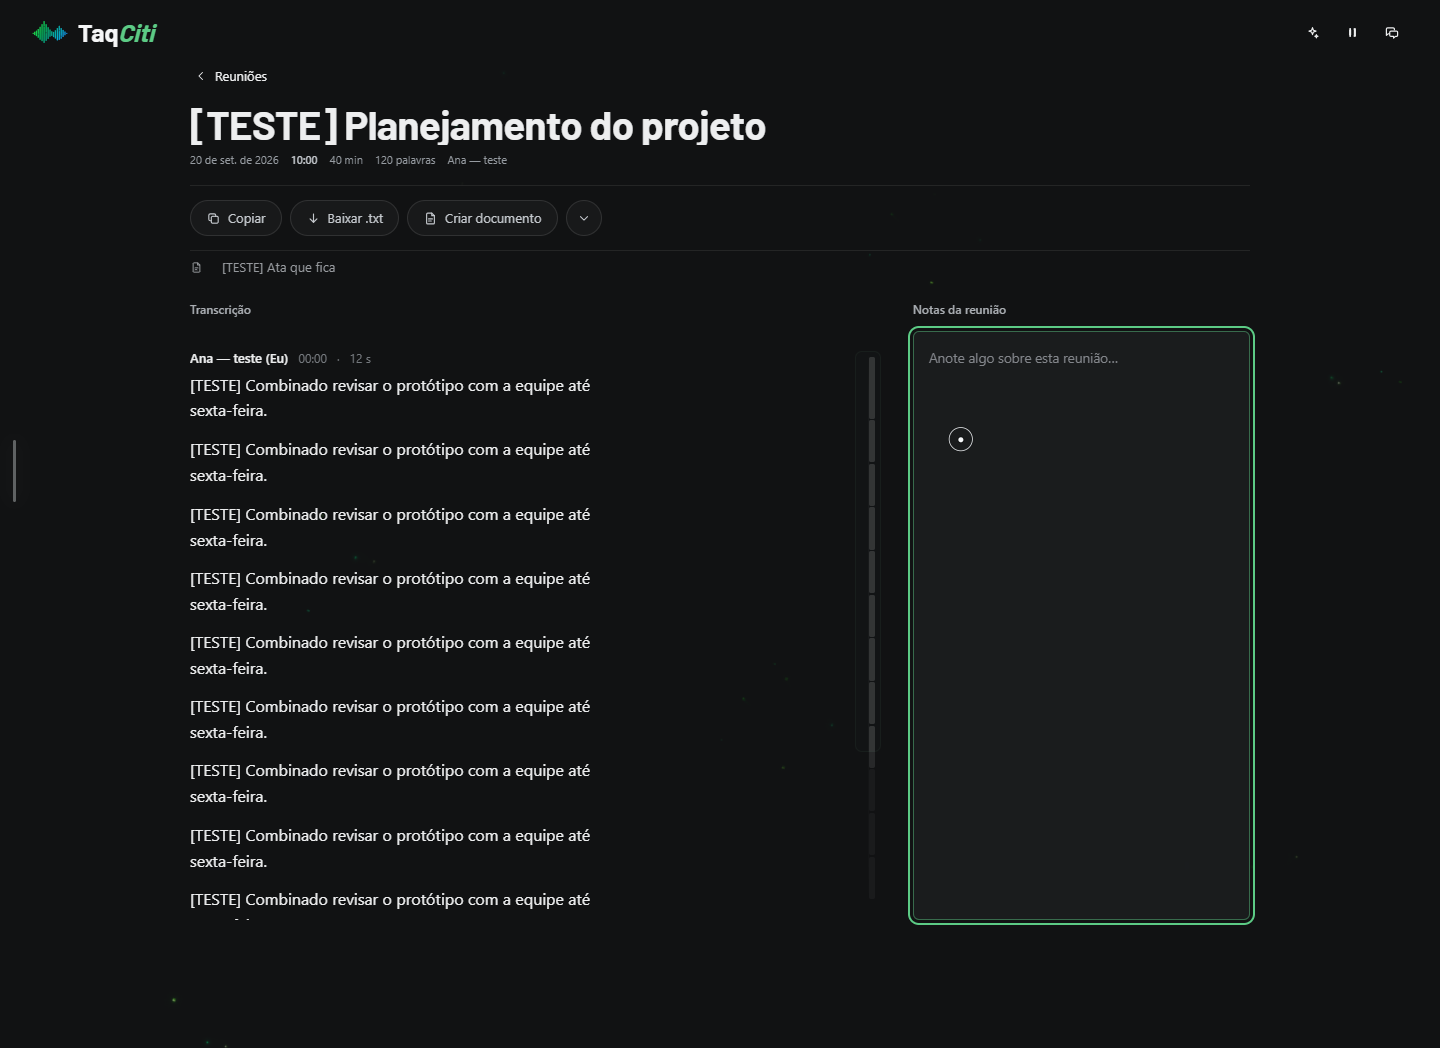 TaqCiti
Reuniões
[TESTE] Planejamento do projeto
20 de set. de 2026 10:00 40 min 120 palavras Ana — teste
Copiar Baixar .txt Criar documento
[TESTE] Ata que fica
Transcrição
Ana — teste (Eu) 00:00 · 12 s
[TESTE] Combinado revisar o protótipo com a equipe até
sexta-feira.
[TESTE] Combinado revisar o protótipo com a equipe até
sexta-feira.
[TESTE] Combinado revisar o protótipo com a equipe até
sexta-feira.
[TESTE] Combinado revisar o protótipo com a equipe até
sexta-feira.
[TESTE] Combinado revisar o protótipo com a equipe até
sexta-feira.
[TESTE] Combinado revisar o protótipo com a equipe até
sexta-feira.
[TESTE] Combinado revisar o protótipo com a equipe até
sexta-feira.
[TESTE] Combinado revisar o protótipo com a equipe até
sexta-feira.
[TESTE] Combinado revisar o protótipo com a equipe até
Notas da reunião
Anote algo sobre esta reunião...